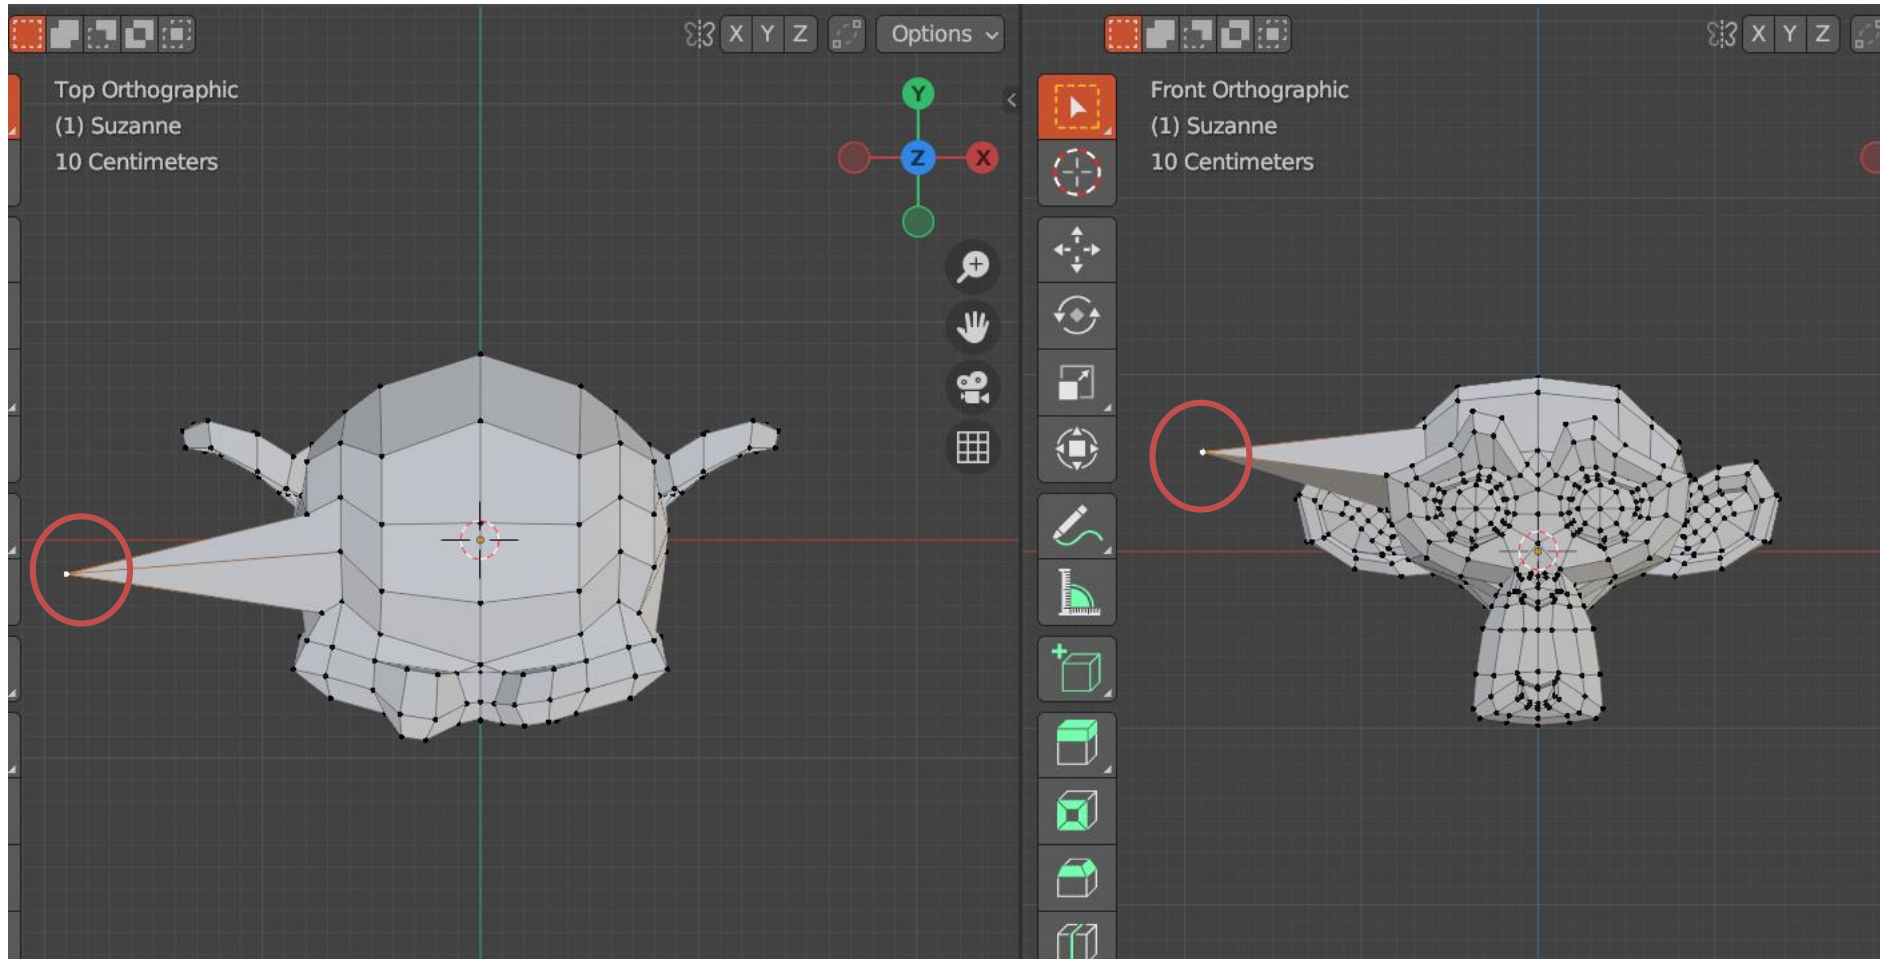 X Y Z Options
Top Orthographic
(1) Suzanne
10 Centimeters
Y
Z X
X Y Z
Front Orthographic
(1) Suzanne
10 Centimeters